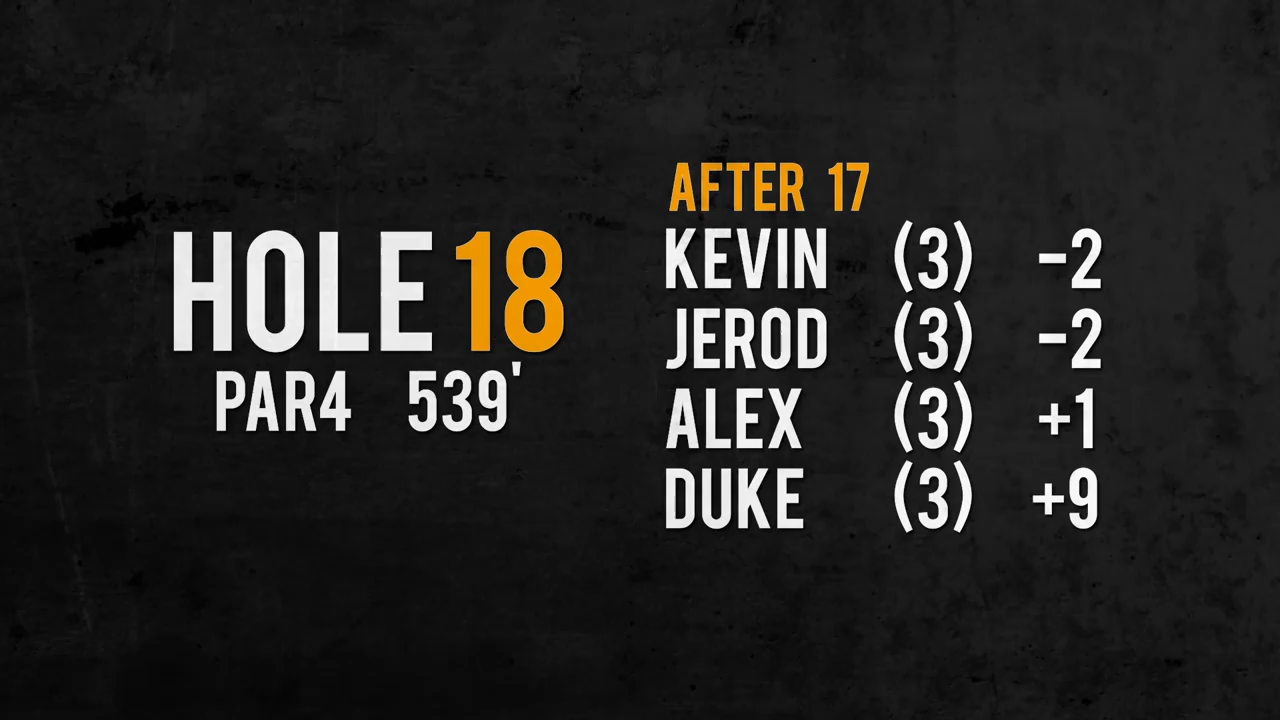 HOLE 18
PAR4 539'
AFTER 17
KEVIN (3) -2
JEROD (3) -2
ALEX (3) +1
DUKE (3) +9